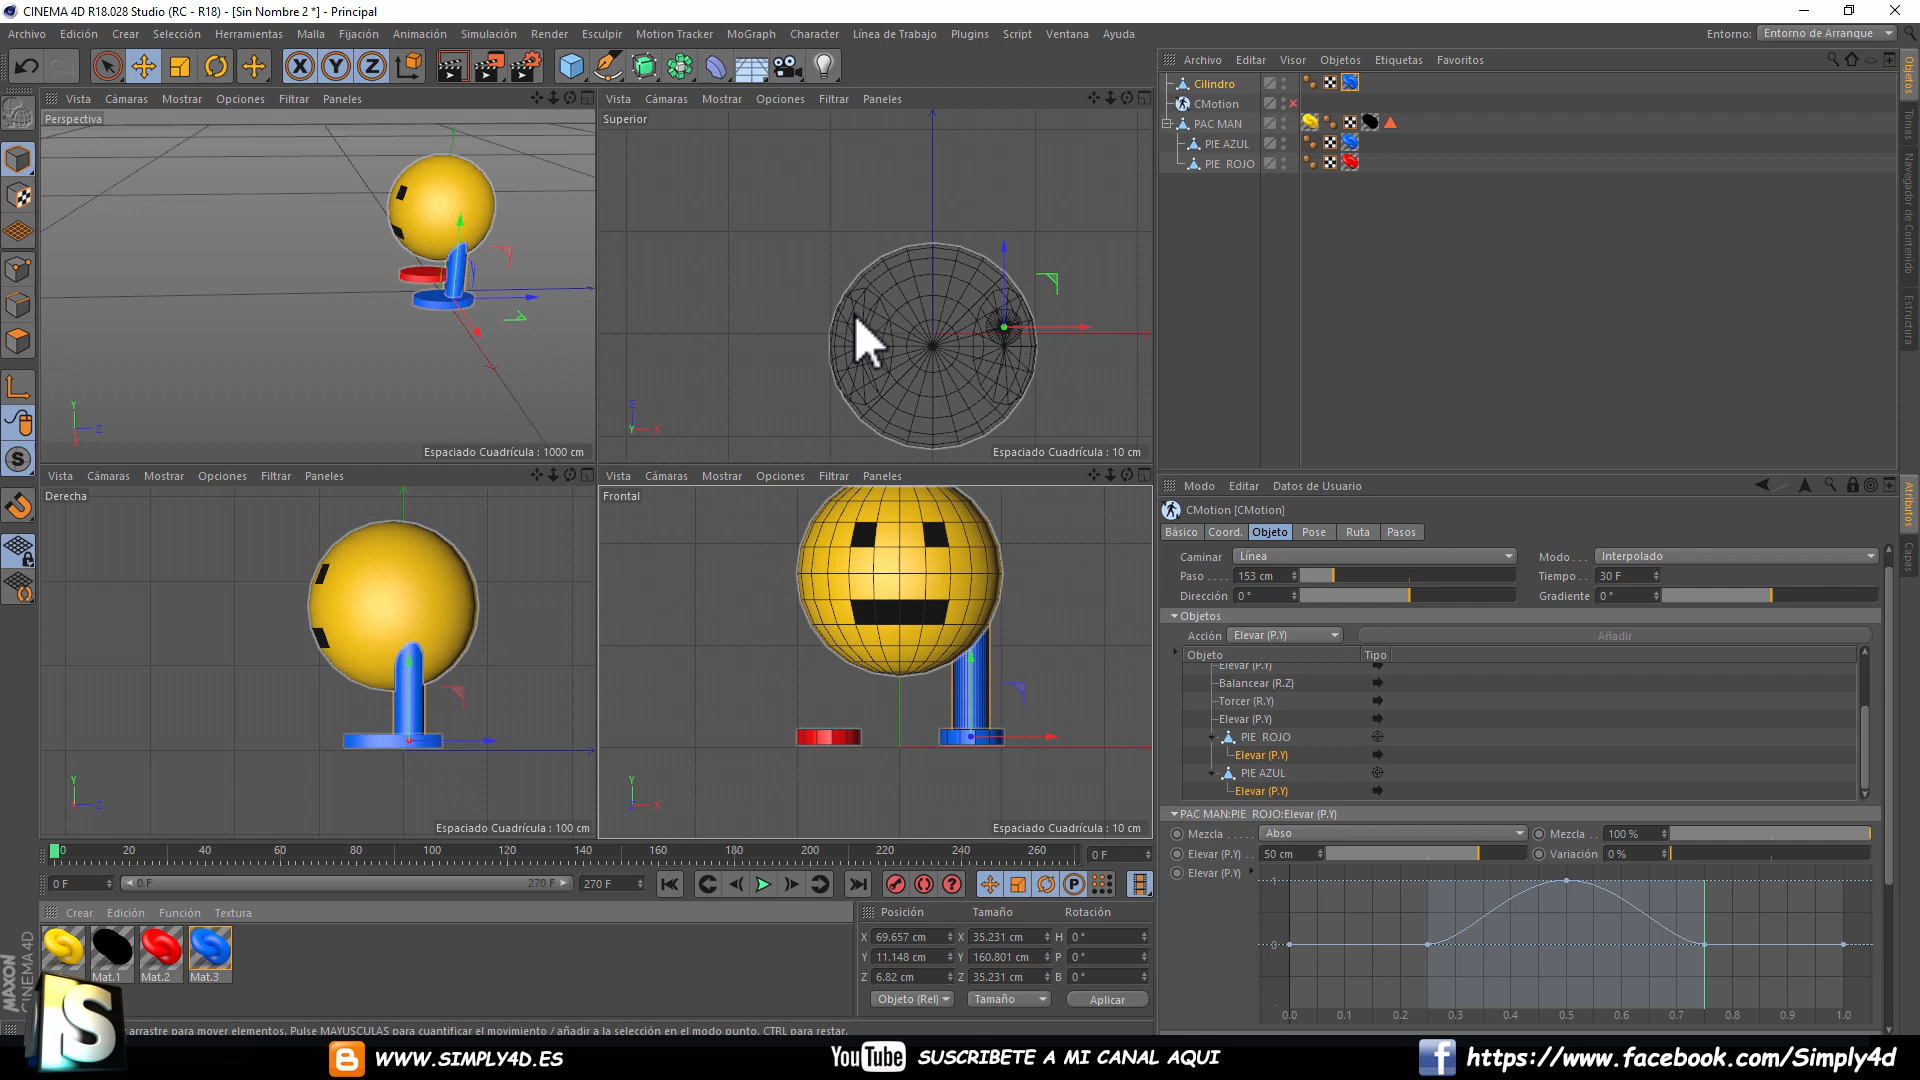 CINEMA 4D R18.028 Studio (RC - R18) - [Sin Nombre 2 *] - Principal
Archivo Edición Crear Selección Herramientas Malla Fijación Animación Simulación Render Esculpir Motion Tracker MoGraph Character Línea de Trabajo Plugins Script Ventana Ayuda Entorno: Entorno de Arranque
X Y Z
Vista Cámaras Mostrar Opciones Filtrar Paneles
Perspectiva
Espaciado Cuadrícula : 1000 cm
Vista Cámaras Mostrar Opciones Filtrar Paneles
Superior
Espaciado Cuadrícula : 10 cm
Vista Cámaras Mostrar Opciones Filtrar Paneles
Derecha
Espaciado Cuadrícula : 100 cm
Vista Cámaras Mostrar Opciones Filtrar Paneles
Frontal
Espaciado Cuadrícula : 10 cm
Archivo Editar Visor Objetos Etiquetas Favoritos
Cilindro
CMotion
PAC MAN
PIE AZUL
PIE ROJO
Objetos
Tomas
Navegador de Contenido
Estructura
Modo Editar Datos de Usuario
CMotion [CMotion]
Básico Coord. Objeto Pose Ruta Pasos
Caminar Línea Modo . . . Interpolado
Paso . . . . 153 cm Tiempo . . 30 F
Dirección 0 ° Gradiente 0 °
Objetos
Acción Elevar (P.Y) Añadir
Objeto Tipo
Elevar (P.Y)
Balancear (R.Z)
Torcer (R.Y)
Elevar (P.Y)
PIE ROJO
Elevar (P.Y)
PIE AZUL
Elevar (P.Y)
PAC MAN:PIE ROJO:Elevar (P.Y)
Mezcla . . . . . Abso Mezcla . . 100 %
Elevar (P.Y) . . 50 cm Variación . . 0 %
Elevar (P.Y) .
1
0
0.0 0.1 0.2 0.3 0.4 0.5 0.6 0.7 0.8 0.9 1.0
Atributos
Capas
0 20 40 60 80 100 120 140 160 180 200 220 240 260 0 F
0 F 0 F 270 F 270 F
Crear Edición Función Textura
Mat.1 Mat.2 Mat.3
Posición Tamaño Rotación
X 69.657 cm X 35.231 cm H 0 °
Y 11.148 cm Y 160.801 cm P 0 °
Z 6.82 cm Z 35.231 cm B 0 °
Objeto (Rel) Tamaño Aplicar
MAXON
CINEMA 4D
arrastre para mover elementos. Pulse MAYUSCULAS para cuantificar el movimiento / añadir a la selección en el modo punto. CTRL para restar.
S
WWW.SIMPLY4D.ES
YouTube SUSCRIBETE A MI CANAL AQUI
https://www.facebook.com/Simply4d